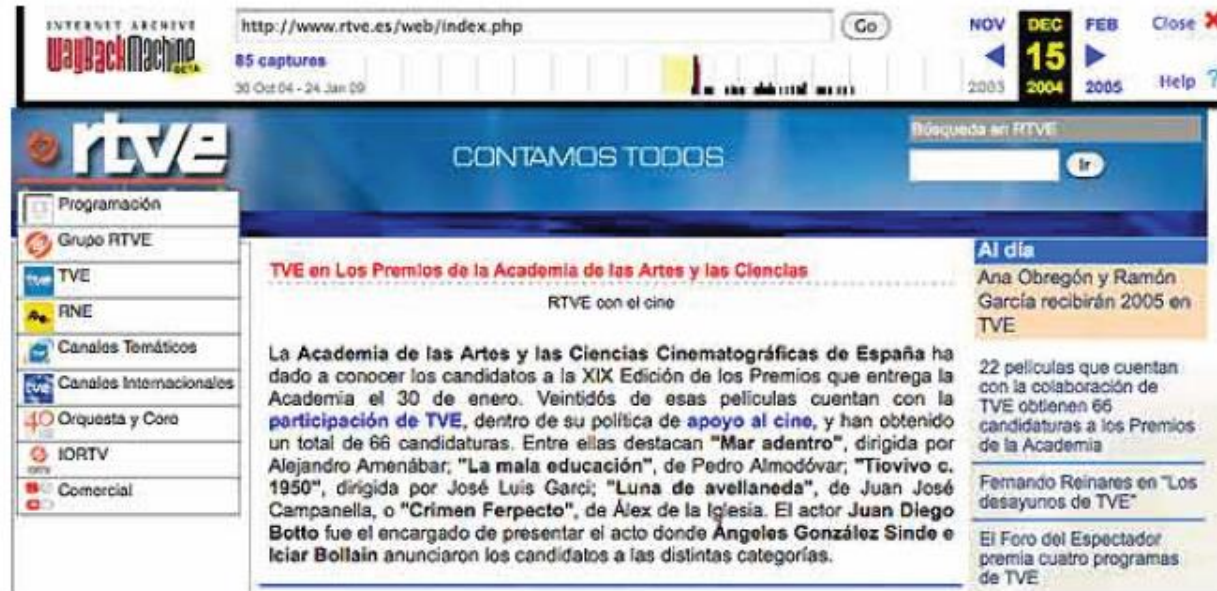 INTERNET ARCHIVE
WayBackMachine
BETA
http://www.rtve.es/web/index.php
Go
85 captures
30 Oct 04 - 24 Jan 09
NOV DEC FEB
15
2003 2004 2005
Close
Help ?
rtve
CONTAMOS TODOS
Búsqueda en RTVE
Ir
Programación
Grupo RTVE
TVE
RNE
Canales Temáticos
Canales Internacionales
Orquesta y Coro
IORTV
Comercial
TVE en Los Premios de la Academia de las Artes y las Ciencias
RTVE con el cine
La Academia de las Artes y las Ciencias Cinematográficas de España ha
dado a conocer los candidatos a la XIX Edición de los Premios que entrega la
Academia el 30 de enero. Veintidós de esas películas cuentan con la
participación de TVE, dentro de su política de apoyo al cine, y han obtenido
un total de 66 candidaturas. Entre ellas destacan "Mar adentro", dirigida por
Alejandro Amenábar; "La mala educación", de Pedro Almodóvar; "Tiovivo c.
1950", dirigida por José Luis Garci; "Luna de avellaneda", de Juan José
Campanella, o "Crimen Ferpecto", de Álex de la Iglesia. El actor Juan Diego
Botto fue el encargado de presentar el acto donde Ángeles González Sinde e
Iciar Bollain anunciaron los candidatos a las distintas categorías.
Al día
Ana Obregón y Ramón
García recibirán 2005 en
TVE
22 películas que cuentan
con la colaboración de
TVE obtienen 66
candidaturas a los Premios
de la Academia
Fernando Reinares en "Los
desayunos de TVE"
El Foro del Espectador
premia cuatro programas
de TVE